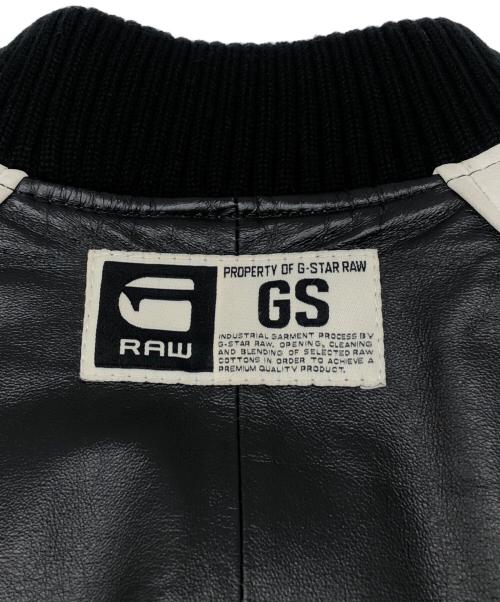 G
RAW
PROPERTY OF G-STAR RAW
GS
INDUSTRIAL GARMENT PROCESS BY
G-STAR RAW. OPENING, CLEANING
AND BLENDING OF SELECTED RAW
COTTONS IN ORDER TO ACHIEVE A
PREMIUM QUALITY PRODUCT.